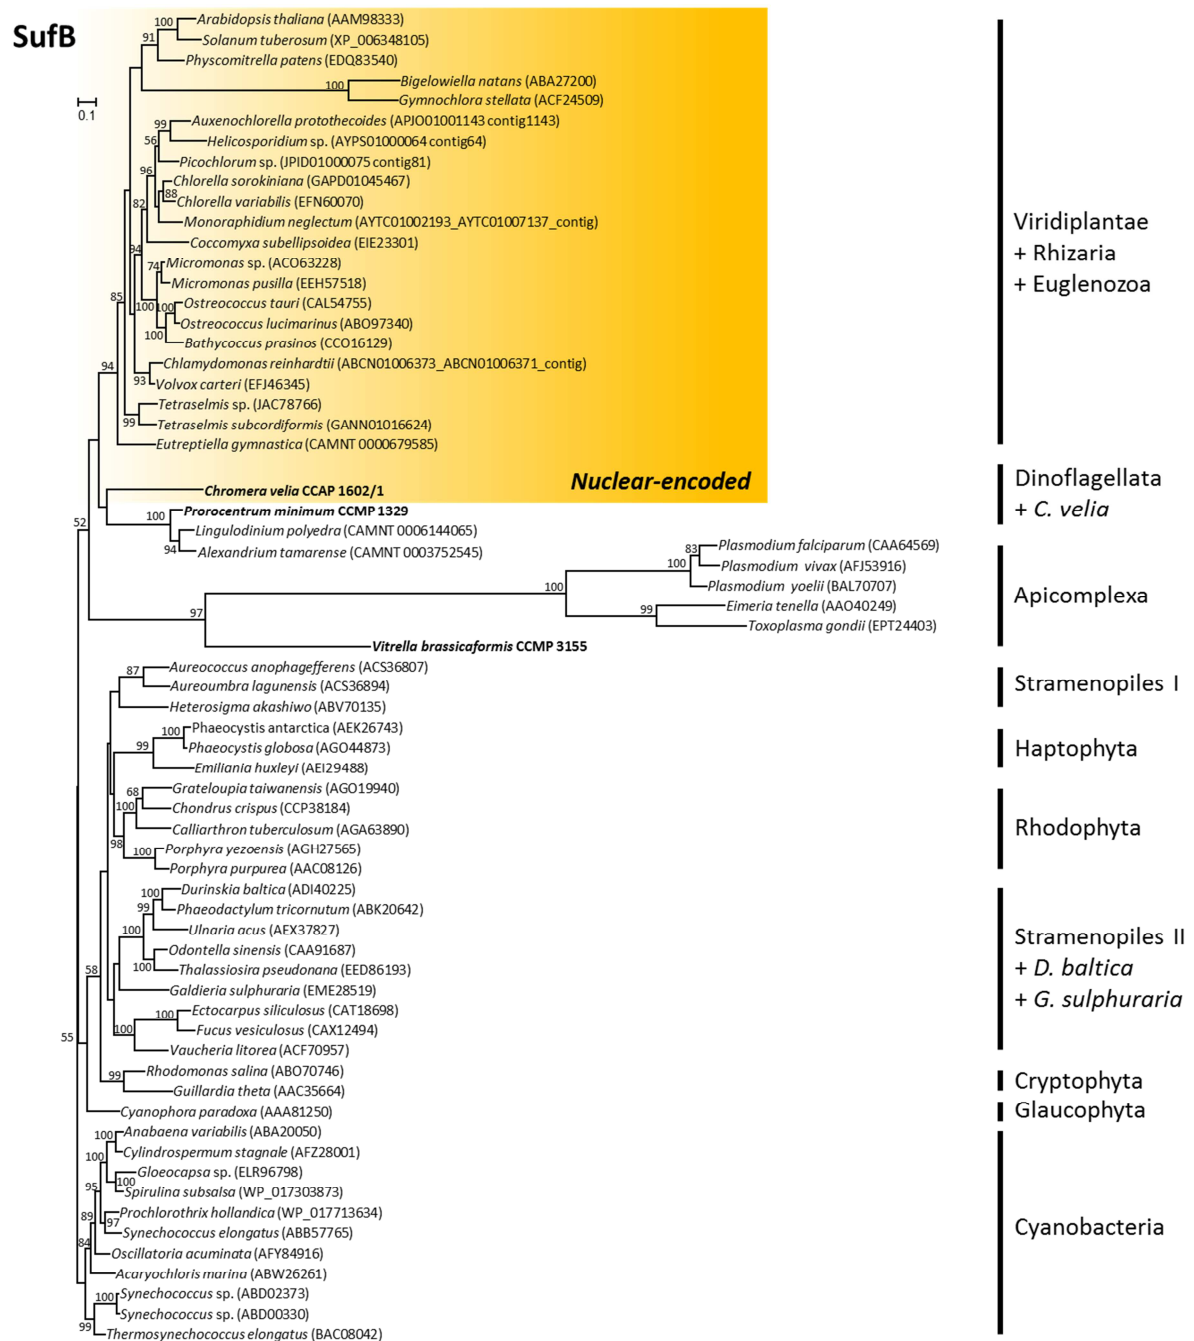 SufB
0.1
100
Arabidopsis thaliana (AAM98333)
91
Solanum tuberosum (XP_006348105)
Physcomitrella patens (EDQ83540)
100
Bigelowiella natans (ABA27200)
Gymnochlora stellata (ACF24509)
99
Auxenochlorella protothecoides (APJO01001143 contig1143)
56
Helicosporidium sp. (AYPS01000064 contig64)
Picochlorum sp. (JPID01000075 contig81)
96
Chlorella sorokiniana (GAPD01045467)
88
Chlorella variabilis (EFN60070)
82
Monoraphidium neglectum (AYTC01002193_AYTC01007137_contig)
Coccomyxa subellipsoidea (EIE23301)
94
74
Micromonas sp. (ACO63228)
Micromonas pusilla (EEH57518)
85
100
100
Ostreococcus tauri (CAL54755)
Ostreococcus lucimarinus (ABO97340)
100
Bathycoccus prasinos (CCO16129)
94
Chlamydomonas reinhardtii (ABCN01006373_ABCN01006371_contig)
93
Volvox carteri (EFJ46345)
Tetraselmis sp. (JAC78766)
99
Tetraselmis subcordiformis (GANN01016624)
Eutreptiella gymnastica (CAMNT 0000679585)
Viridiplantae
+ Rhizaria
+ Euglenozoa
Nuclear-encoded
Chromera velia CCAP 1602/1
52
100
Prorocentrum minimum CCMP 1329
Lingulodinium polyedra (CAMNT 0006144065)
94
Alexandrium tamarense (CAMNT 0003752545)
Dinoflagellata
+ C. velia
83
Plasmodium falciparum (CAA64569)
100
Plasmodium vivax (AFJ53916)
100
Plasmodium yoelii (BAL70707)
99
Eimeria tenella (AAO40249)
97
Toxoplasma gondii (EPT24403)
Vitrella brassicaformis CCMP 3155
Apicomplexa
87
Aureococcus anophagefferens (ACS36807)
Aureoumbra lagunensis (ACS36894)
Heterosigma akashiwo (ABV70135)
Stramenopiles I
100
Phaeocystis antarctica (AEK26743)
99
Phaeocystis globosa (AGO44873)
Emiliania huxleyi (AEI29488)
Haptophyta
68
Grateloupia taiwanensis (AGO19940)
100
Chondrus crispus (CCP38184)
Calliarthron tuberculosum (AGA63890)
98
100
Porphyra yezoensis (AGH27565)
Porphyra purpurea (AAC08126)
Rhodophyta
100
Durinskia baltica (ADI40225)
99
Phaeodactylum tricornutum (ABK20642)
100
Ulnaria acus (AEX37827)
Odontella sinensis (CAA91687)
100
Thalassiosira pseudonana (EED86193)
58
Galdieria sulphuraria (EME28519)
100
Ectocarpus siliculosus (CAT18698)
100
Fucus vesiculosus (CAX12494)
Vaucheria litorea (ACF70957)
Stramenopiles II
+ D. baltica
+ G. sulphuraria
55
99
Rhodomonas salina (ABO70746)
Guillardia theta (AAC35664)
Cryptophyta
Cyanophora paradoxa (AAA81250)
Glaucophyta
100
Anabaena variabilis (ABA20050)
100
Cylindrospermum stagnale (AFZ28001)
Gloeocapsa sp. (ELR96798)
95
100
Spirulina subsalsa (WP_017303873)
89
Prochlorothrix hollandica (WP_017713634)
97
Synechococcus elongatus (ABB57765)
84
Oscillatoria acuminata (AFY84916)
Acaryochloris marina (ABW26261)
100
Synechococcus sp. (ABD02373)
Synechococcus sp. (ABD00330)
99
Thermosynechococcus elongatus (BAC08042)
Cyanobacteria